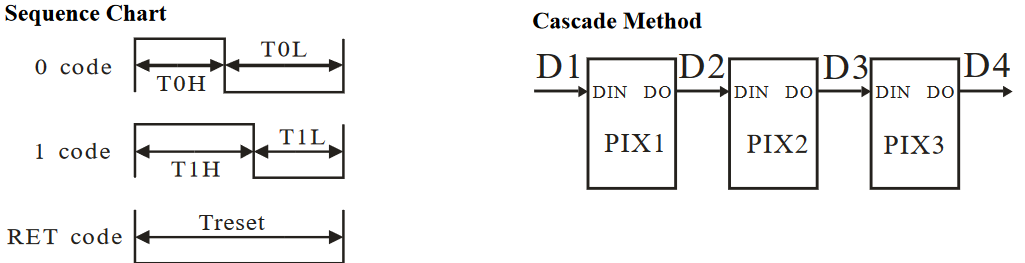 Sequence Chart
0 code
T0H
T0L
1 code
T1H
T1L
RET code
Treset
Cascade Method
D1
D2
D3
D4
DIN DO
DIN DO
DIN DO
PIX1
PIX2
PIX3